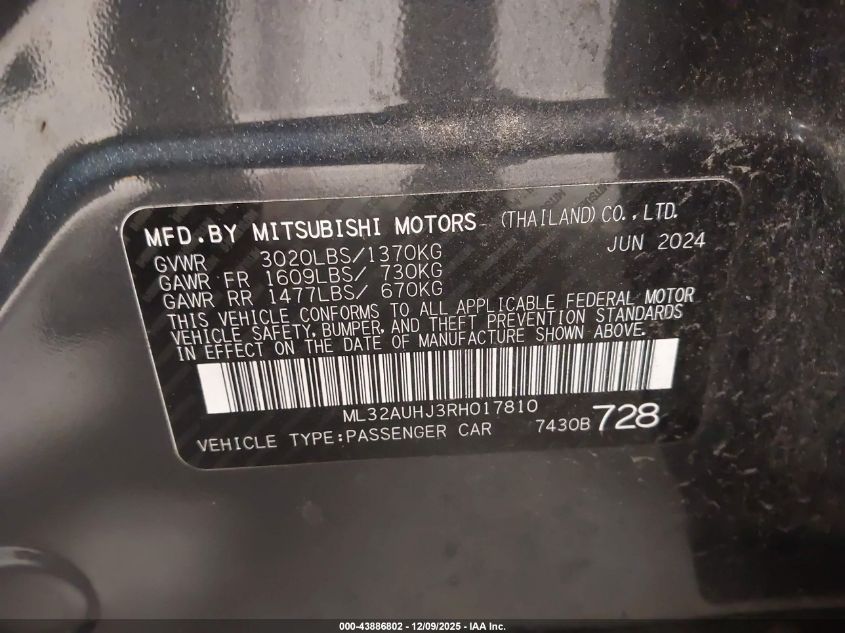 MFD.BY MITSUBISHI MOTORS (THAILAND) CO.,LTD.
JUN 2024
GVWR 3020LBS/1370KG
GAWR FR 1609LBS/ 730KG
GAWR RR 1477LBS/ 670KG
THIS VEHICLE CONFORMS TO ALL APPLICABLE FEDERAL MOTOR
VEHICLE SAFETY, BUMPER, AND THEFT PREVENTION STANDARDS
IN EFFECT ON THE DATE OF MANUFACTURE SHOWN ABOVE.
ML32AUHJ3RH017810
VEHICLE TYPE:PASSENGER CAR 7430B 728
000-43886802 - 12/09/2025 - IAA Inc.